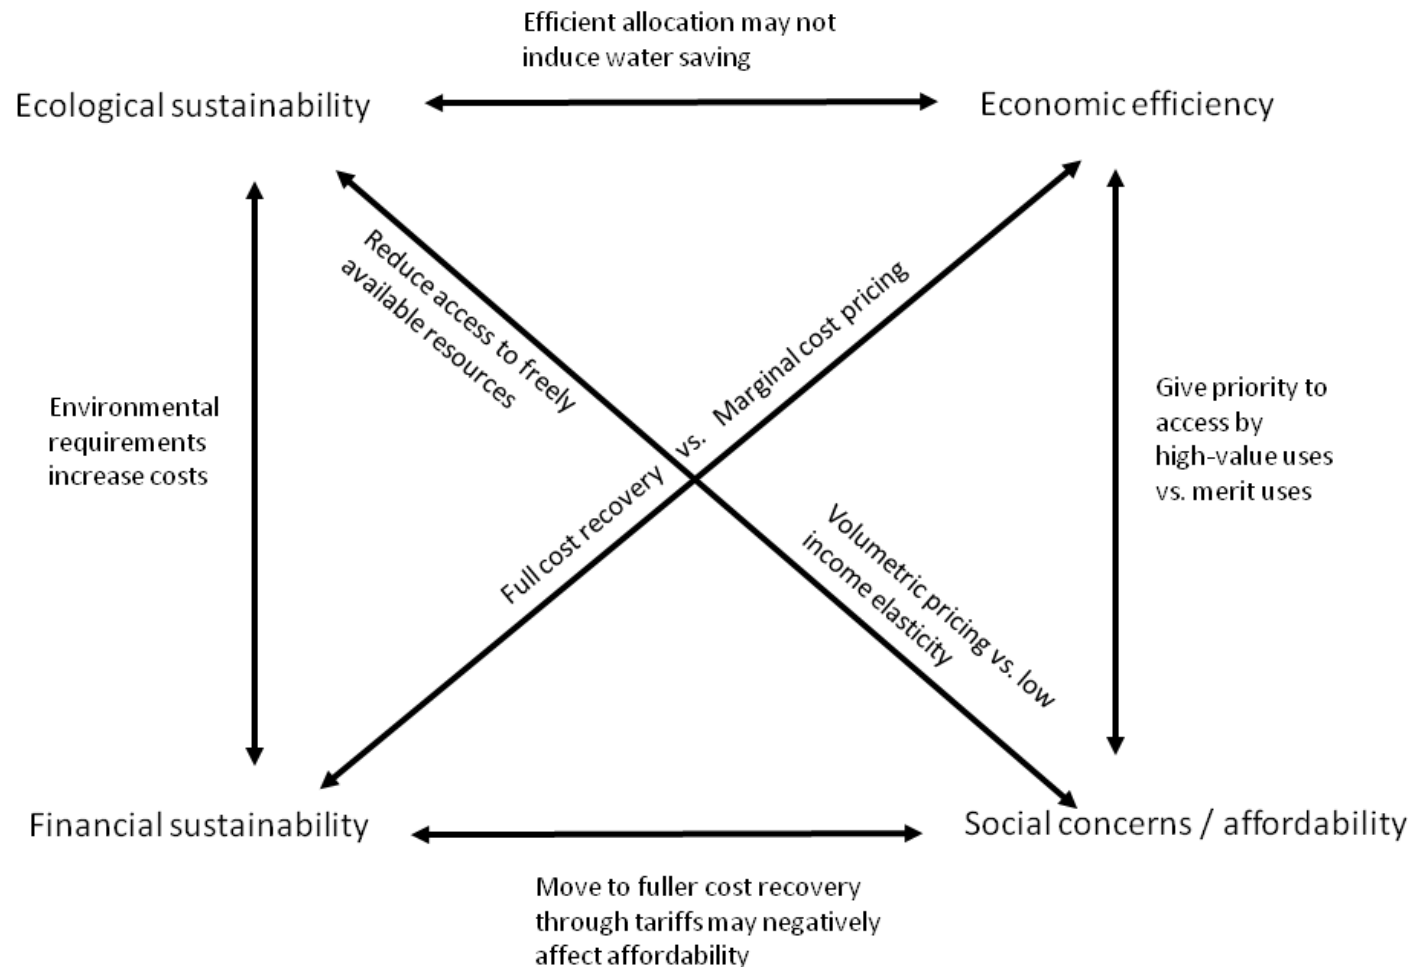 Efficient allocation may not
induce water saving
Ecological sustainability
Economic efficiency
Reduce access to freely
available resources
Full cost recovery vs. Marginal cost pricing
Environmental
requirements
increase costs
Give priority to
access by
high-value uses
vs. merit uses
Volumetric pricing vs. low
income elasticity
Financial sustainability
Social concerns / affordability
Move to fuller cost recovery
through tariffs may negatively
affect affordability